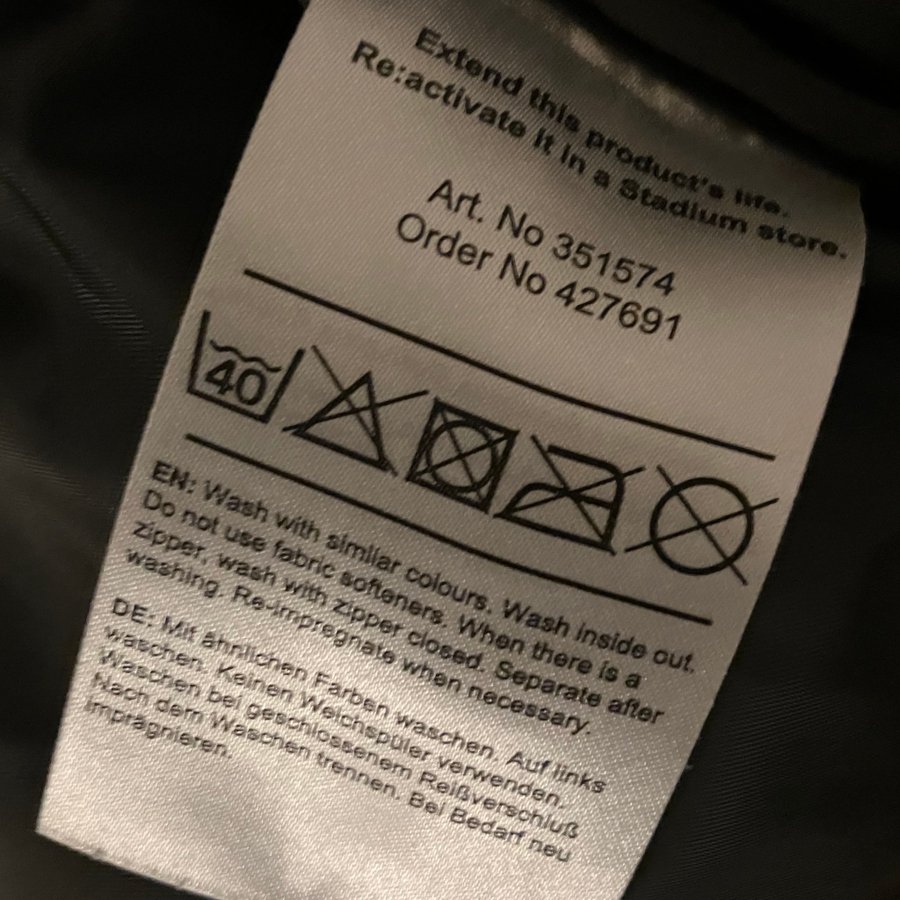 Extend this product's life.
Re:activate it in a Stadium store.
Art. No 351574
Order No 427691
40
EN: Wash with similar colours. Wash inside out.
Do not use fabric softeners. When there is a
zipper, wash with zipper closed. Separate after
washing. Re-impregnate when necessary.
DE: Mit ähnlichen Farben waschen. Auf links
waschen. Keinen Weichspüler verwenden.
Waschen bei geschlossenem Reißverschluß
Nach dem Waschen trennen. Bei Bedarf neu
imprägnieren.